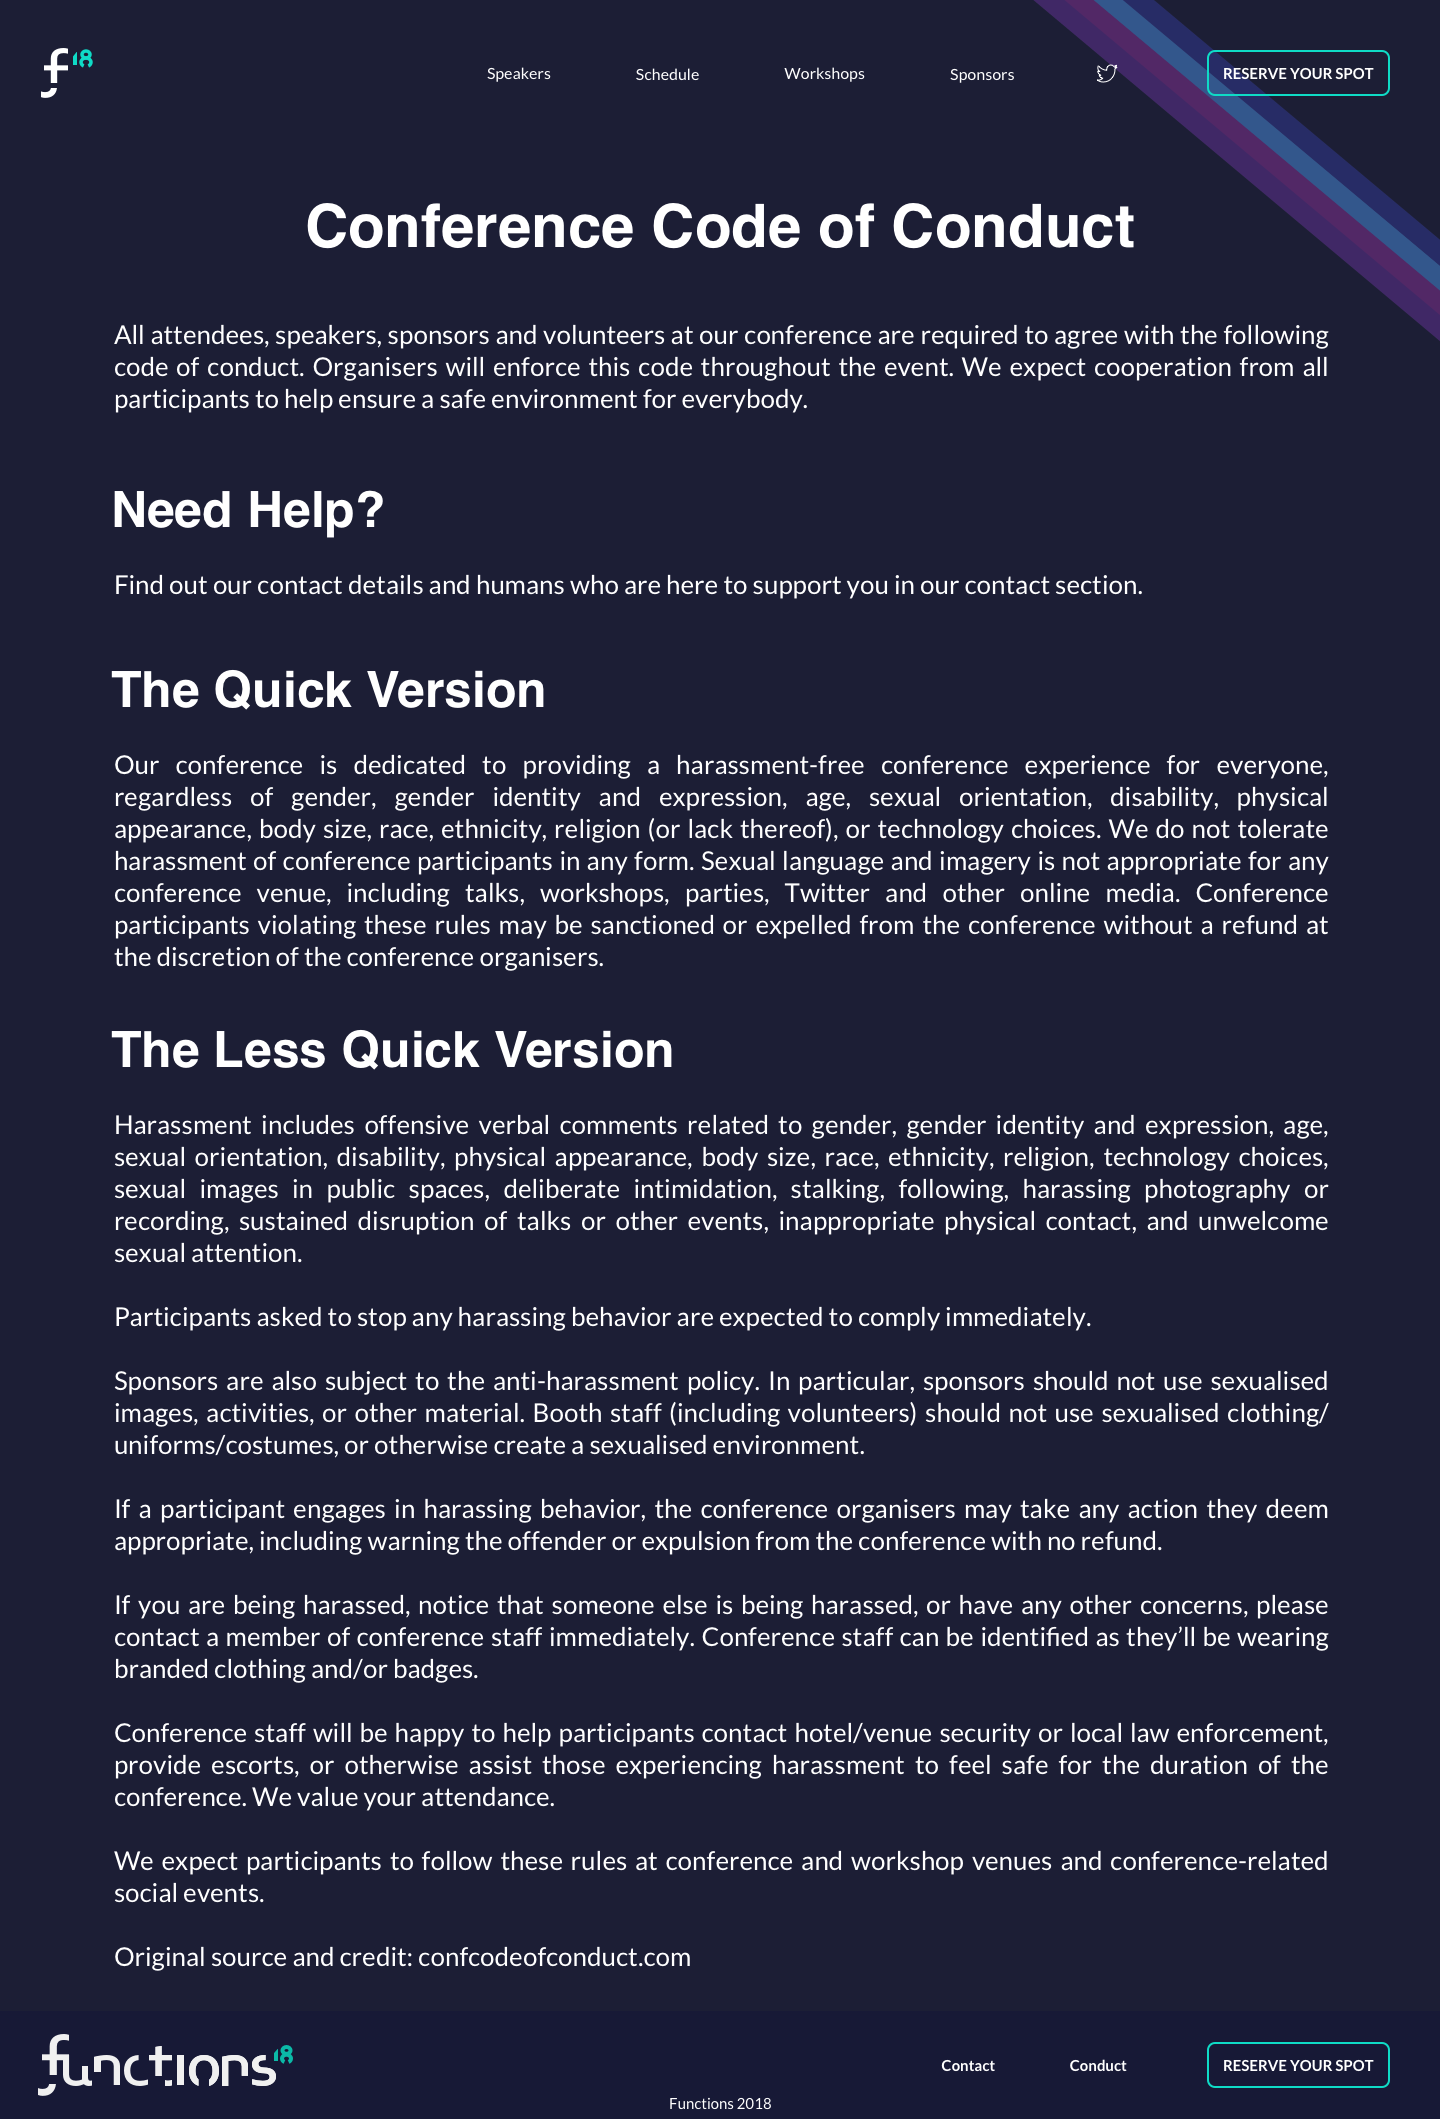 f18
Speakers
Schedule
Workshops
Sponsors
RESERVE YOUR SPOT
Conference Code of Conduct
All attendees, speakers, sponsors and volunteers at our conference are required to agree with the following
code of conduct. Organisers will enforce this code throughout the event. We expect cooperation from all
participants to help ensure a safe environment for everybody.
Need Help?
Find out our contact details and humans who are here to support you in our contact section.
The Quick Version
Our conference is dedicated to providing a harassment-free conference experience for everyone,
regardless of gender, gender identity and expression, age, sexual orientation, disability, physical
appearance, body size, race, ethnicity, religion (or lack thereof), or technology choices. We do not tolerate
harassment of conference participants in any form. Sexual language and imagery is not appropriate for any
conference venue, including talks, workshops, parties, Twitter and other online media. Conference
participants violating these rules may be sanctioned or expelled from the conference without a refund at
the discretion of the conference organisers.
The Less Quick Version
Harassment includes offensive verbal comments related to gender, gender identity and expression, age,
sexual orientation, disability, physical appearance, body size, race, ethnicity, religion, technology choices,
sexual images in public spaces, deliberate intimidation, stalking, following, harassing photography or
recording, sustained disruption of talks or other events, inappropriate physical contact, and unwelcome
sexual attention.
Participants asked to stop any harassing behavior are expected to comply immediately.
Sponsors are also subject to the anti-harassment policy. In particular, sponsors should not use sexualised
images, activities, or other material. Booth staff (including volunteers) should not use sexualised clothing/
uniforms/costumes, or otherwise create a sexualised environment.
If a participant engages in harassing behavior, the conference organisers may take any action they deem
appropriate, including warning the offender or expulsion from the conference with no refund.
If you are being harassed, notice that someone else is being harassed, or have any other concerns, please
contact a member of conference staff immediately. Conference staff can be identified as they’ll be wearing
branded clothing and/or badges.
Conference staff will be happy to help participants contact hotel/venue security or local law enforcement,
provide escorts, or otherwise assist those experiencing harassment to feel safe for the duration of the
conference. We value your attendance.
We expect participants to follow these rules at conference and workshop venues and conference-related
social events.
Original source and credit: confcodeofconduct.com
functions18
Contact
Conduct
RESERVE YOUR SPOT
Functions 2018